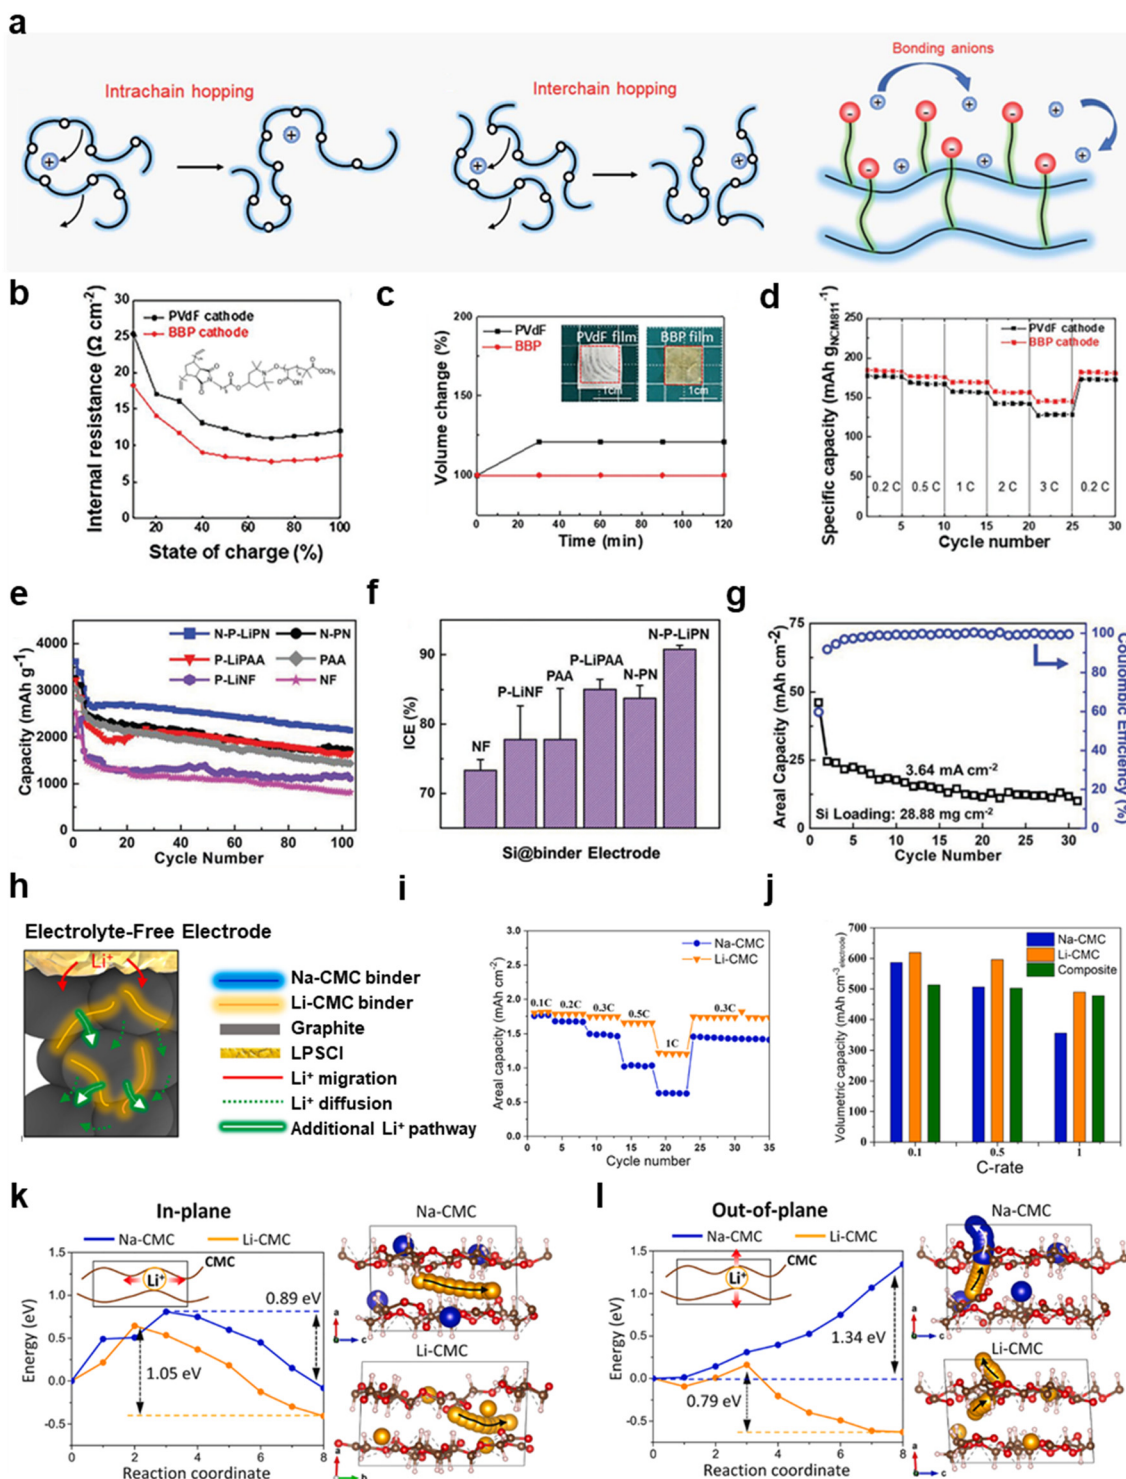 a
Intrachain hopping
Interchain hopping
Bonding anions
b
Internal resistance (Ω cm⁻²)
30
25
20
15
10
5
0
PVdF cathode
BBP cathode
20 40 60 80 100
State of charge (%)
c
Volume change (%)
200
150
100
PVdF
BBP
PVdF film
BBP film
1cm
1cm
0 20 40 60 80 100 120
Time (min)
d
Specific capacity (mAh gNCM811⁻¹)
250
200
150
100
50
0
PVdF cathode
BBP cathode
0.2 C 0.5 C 1 C 2 C 3 C 0.2 C
5 10 15 20 25 30
Cycle number
e
Capacity (mAh g⁻¹)
4000
3000
2000
1000
0
N-P-LiPN N-PN
P-LiPAA PAA
P-LiNF NF
0 20 40 60 80 100
Cycle Number
f
ICE (%)
90
80
70
NF
P-LiNF
PAA
P-LiPAA
N-PN
N-P-LiPN
Si@binder Electrode
g
Areal Capacity (mAh cm⁻²)
75
50
25
0
3.64 mA cm⁻²
Si Loading: 28.88 mg cm⁻²
0 5 10 15 20 25 30
Cycle Number
100
80
60
40
20
0
Coulombic Efficiency (%)
h
Electrolyte-Free Electrode
Li⁺
Na-CMC binder
Li-CMC binder
Graphite
LPSCl
Li⁺ migration
Li⁺ diffusion
Additional Li⁺ pathway
i
Areal capacity (mAh cm⁻²)
3.0
2.5
2.0
1.5
1.0
0.5
0.0
Na-CMC
Li-CMC
0.1C 0.2C 0.3C 0.5C 1C 0.3C
0 5 10 15 20 25 30 35
Cycle number
j
Volumetric capacity (mAh cm⁻³electrode)
700
600
500
400
300
200
100
0
Na-CMC
Li-CMC
Composite
0.1 0.5 1
C-rate
k
In-plane
Na-CMC Li-CMC
Energy (eV)
1.5
1.0
0.5
0.0
-0.5
CMC
Li⁺
0.89 eV
1.05 eV
0 2 4 6 8
Reaction coordinate
Na-CMC
a
c
Li-CMC
a
b
l
Out-of-plane
Na-CMC Li-CMC
Energy (eV)
1.5
1.0
0.5
0.0
-0.5
CMC
Li⁺
1.34 eV
0.79 eV
0 2 4 6 8
Reaction coordinate
Na-CMC
a
c
Li-CMC
a
c